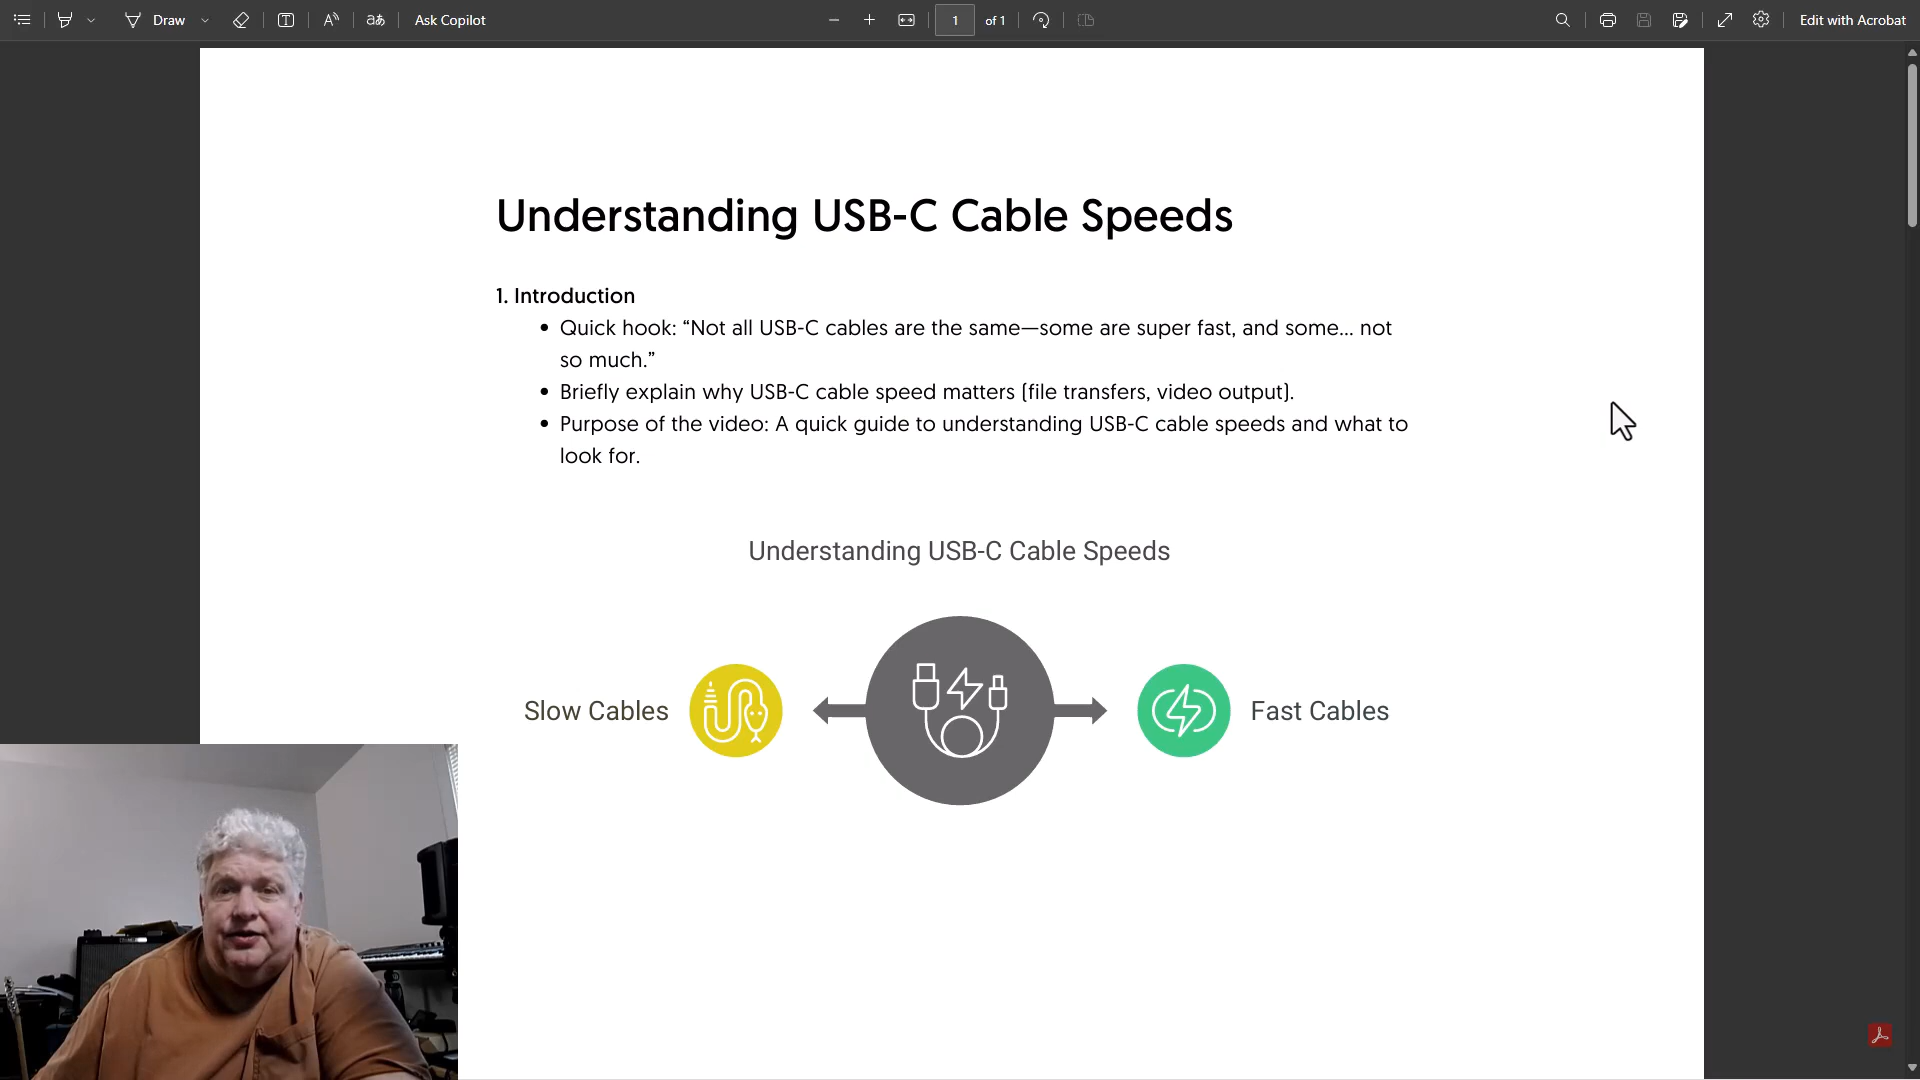 Draw
Ask Copilot
1 of 1
Edit with Acrobat
Understanding USB-C Cable Speeds
1. Introduction
• Quick hook: “Not all USB-C cables are the same—some are super fast, and some... not
so much.”
• Briefly explain why USB-C cable speed matters (file transfers, video output).
• Purpose of the video: A quick guide to understanding USB-C cable speeds and what to
look for.
Understanding USB-C Cable Speeds
Slow Cables
Fast Cables